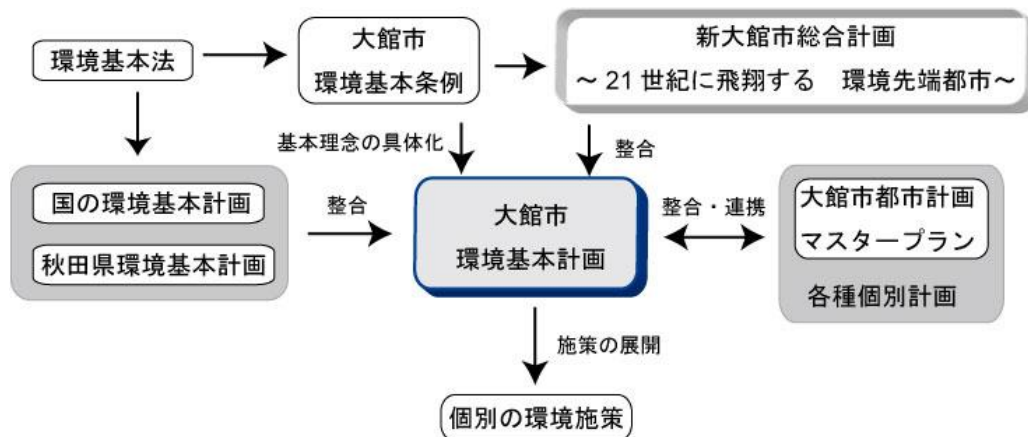 環境基本法
大館市
環境基本条例
新大館市総合計画
～21世紀に飛翔する　環境先端都市～
基本理念の具体化
整合
国の環境基本計画
秋田県環境基本計画
整合
大館市
環境基本計画
整合・連携
大館市都市計画
マスタープラン
各種個別計画
施策の展開
個別の環境施策